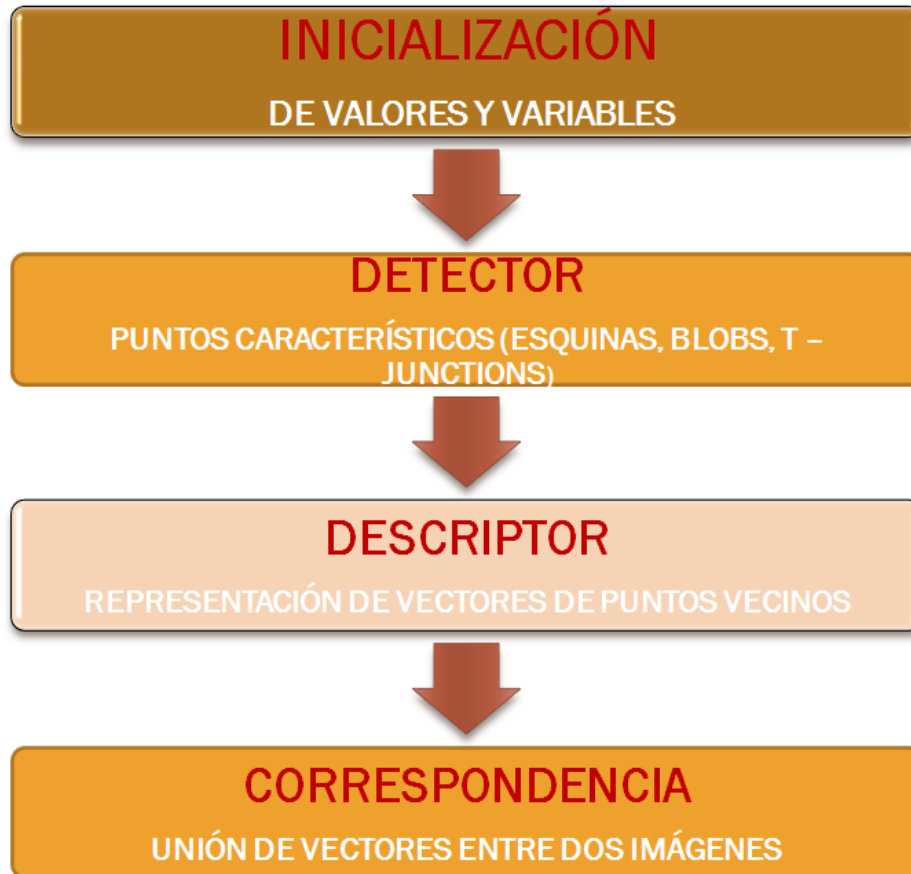 INICIALIZACIÓN
DE VALORES Y VARIABLES
DETECTOR
PUNTOS CARACTERÍSTICOS (ESQUINAS, BLOBS, T –
JUNCTIONS)
DESCRIPTOR
REPRESENTACIÓN DE VECTORES DE PUNTOS VECINOS
CORRESPONDENCIA
UNIÓN DE VECTORES ENTRE DOS IMÁGENES